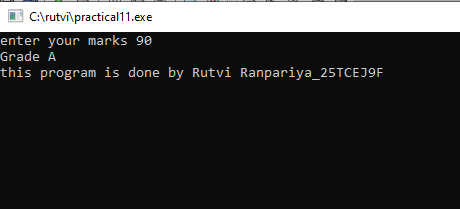 C:\rutvi\practical11.exe
enter your marks 90
Grade A
this program is done by Rutvi Ranpariya_25TCEJ9F